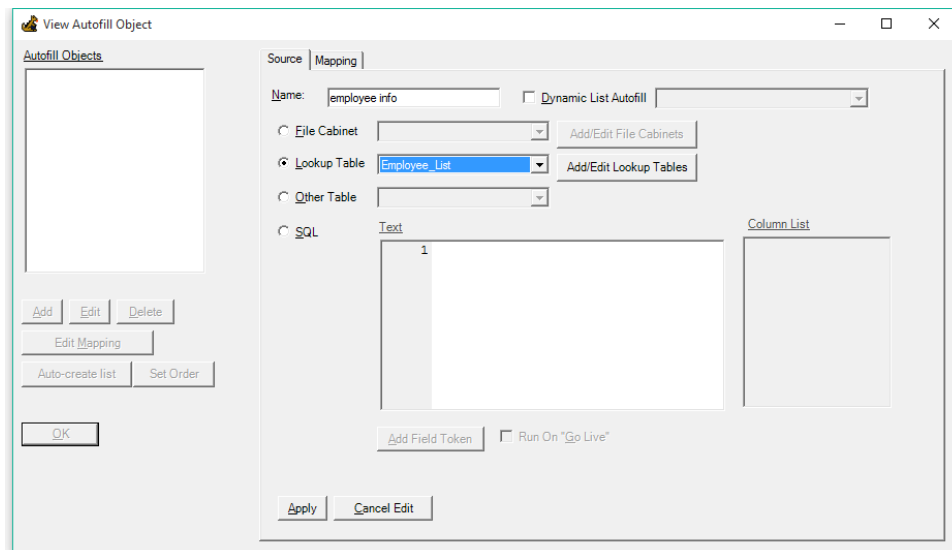 View Autofill Object
Autofill Objects
Add Edit Delete
Edit Mapping
Auto-create list Set Order
OK
Source Mapping
Name: employee info Dynamic List Autofill
File Cabinet Add/Edit File Cabinets
Lookup Table Employee_List Add/Edit Lookup Tables
Other Table
SQL Text Column List
1
Add Field Token Run On "Go Live"
Apply Cancel Edit